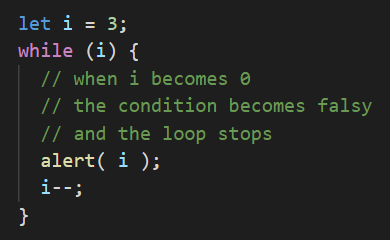 let i = 3;
while (i) {
  // when i becomes 0
  // the condition becomes falsy
  // and the loop stops
  alert( i );
  i--;
}